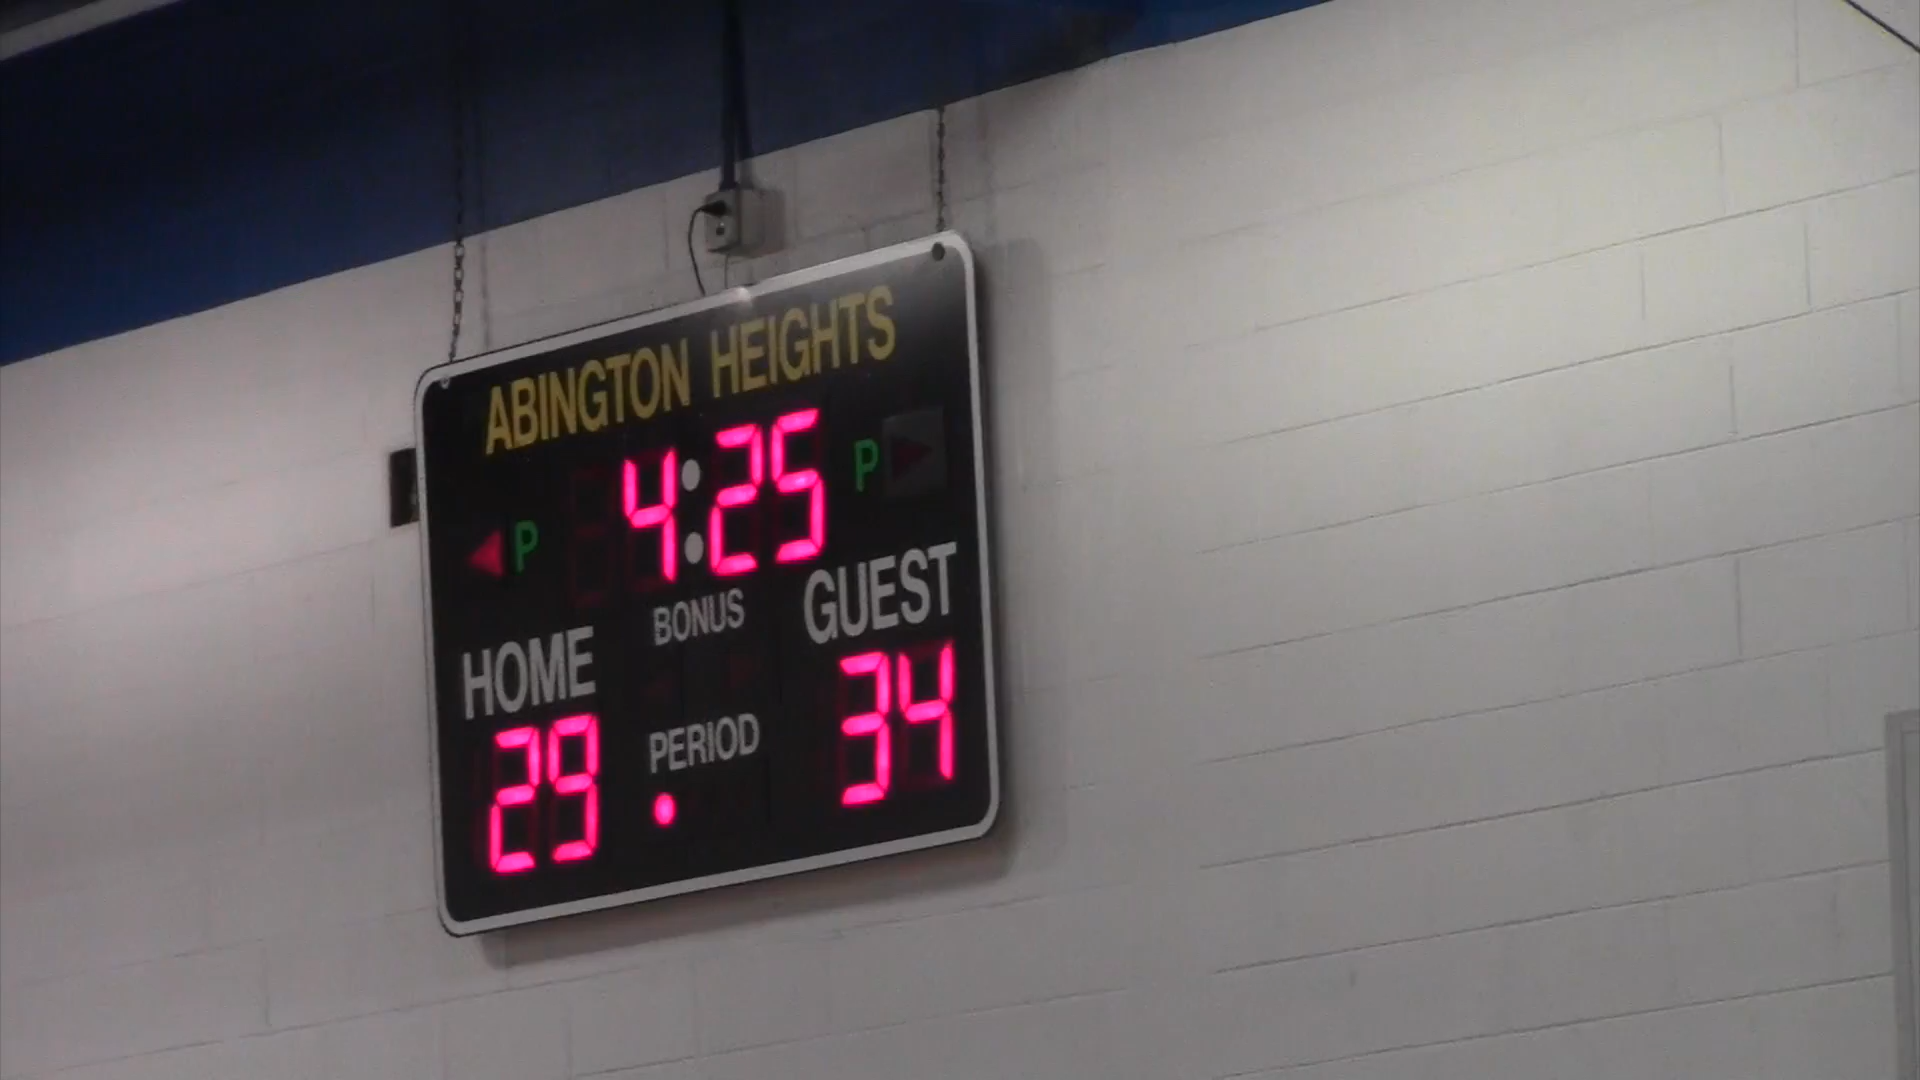 ABINGTON HEIGHTS
P 4:25 P
BONUS
HOME GUEST
29 34
PERIOD